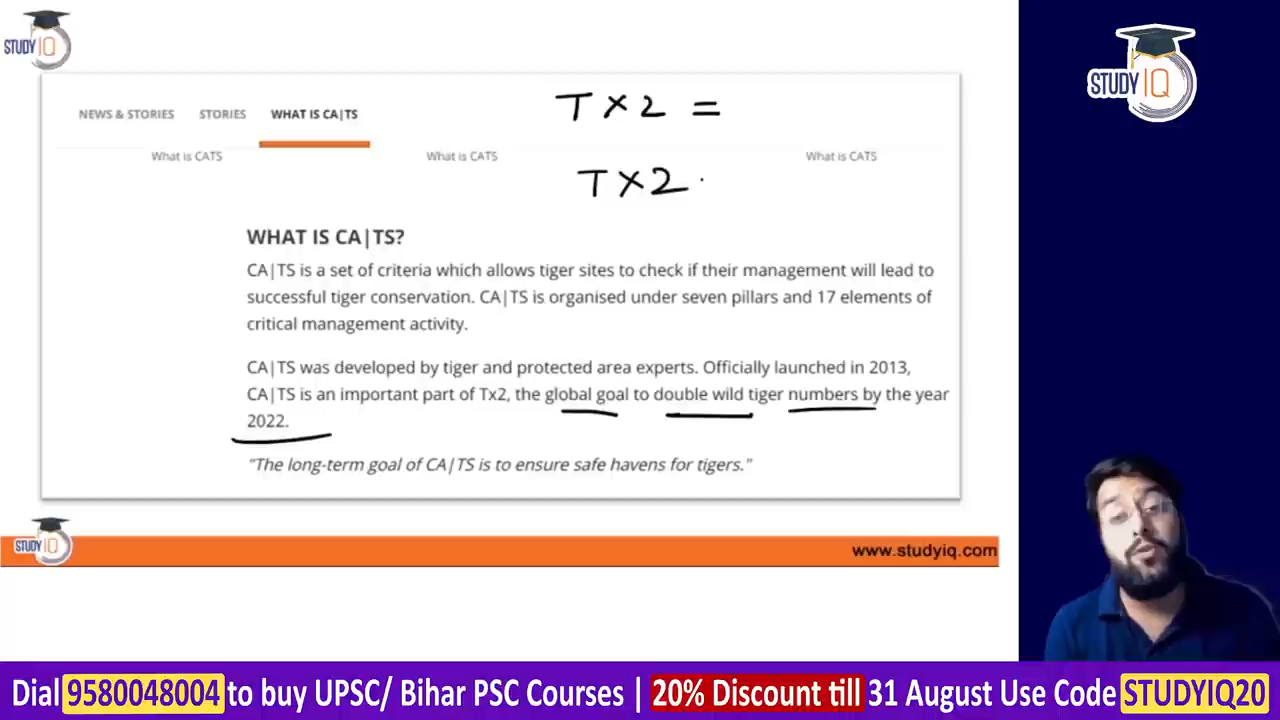 STUDY IQ
STUDY IQ
NEWS & STORIES STORIES WHAT IS CA|TS
T × 2 =
What is CATS What is CATS What is CATS
T × 2 .
WHAT IS CA|TS?
CA|TS is a set of criteria which allows tiger sites to check if their management will lead to
successful tiger conservation. CA|TS is organised under seven pillars and 17 elements of
critical management activity.
CA|TS was developed by tiger and protected area experts. Officially launched in 2013,
CA|TS is an important part of Tx2, the global goal to double wild tiger numbers by the year
2022.
"The long-term goal of CA|TS is to ensure safe havens for tigers."
STUDY IQ
www.studyiq.com
Dial 9580048004 to buy UPSC/ Bihar PSC Courses | 20% Discount till 31 August Use Code STUDYIQ20